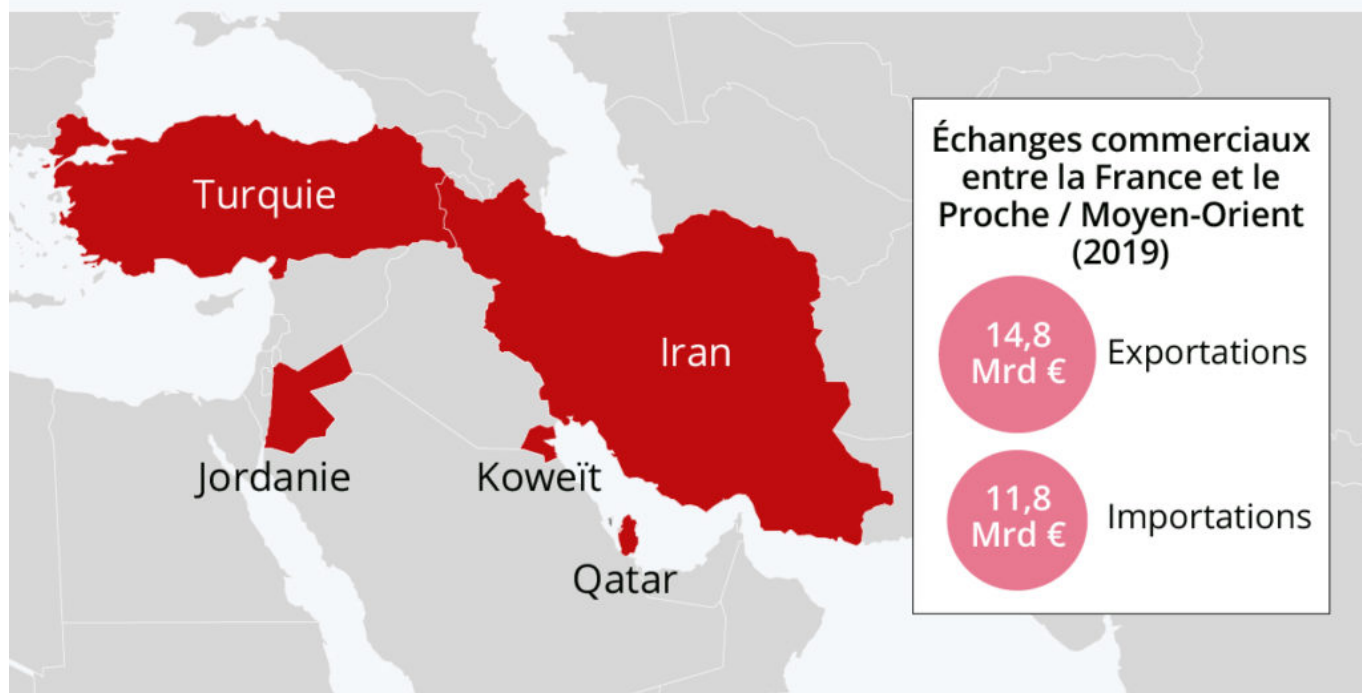 Turquie
Iran
Jordanie
Koweït
Qatar
Échanges commerciaux
entre la France et le
Proche / Moyen-Orient
(2019)
14,8
Mrd €
Exportations
11,8
Mrd €
Importations